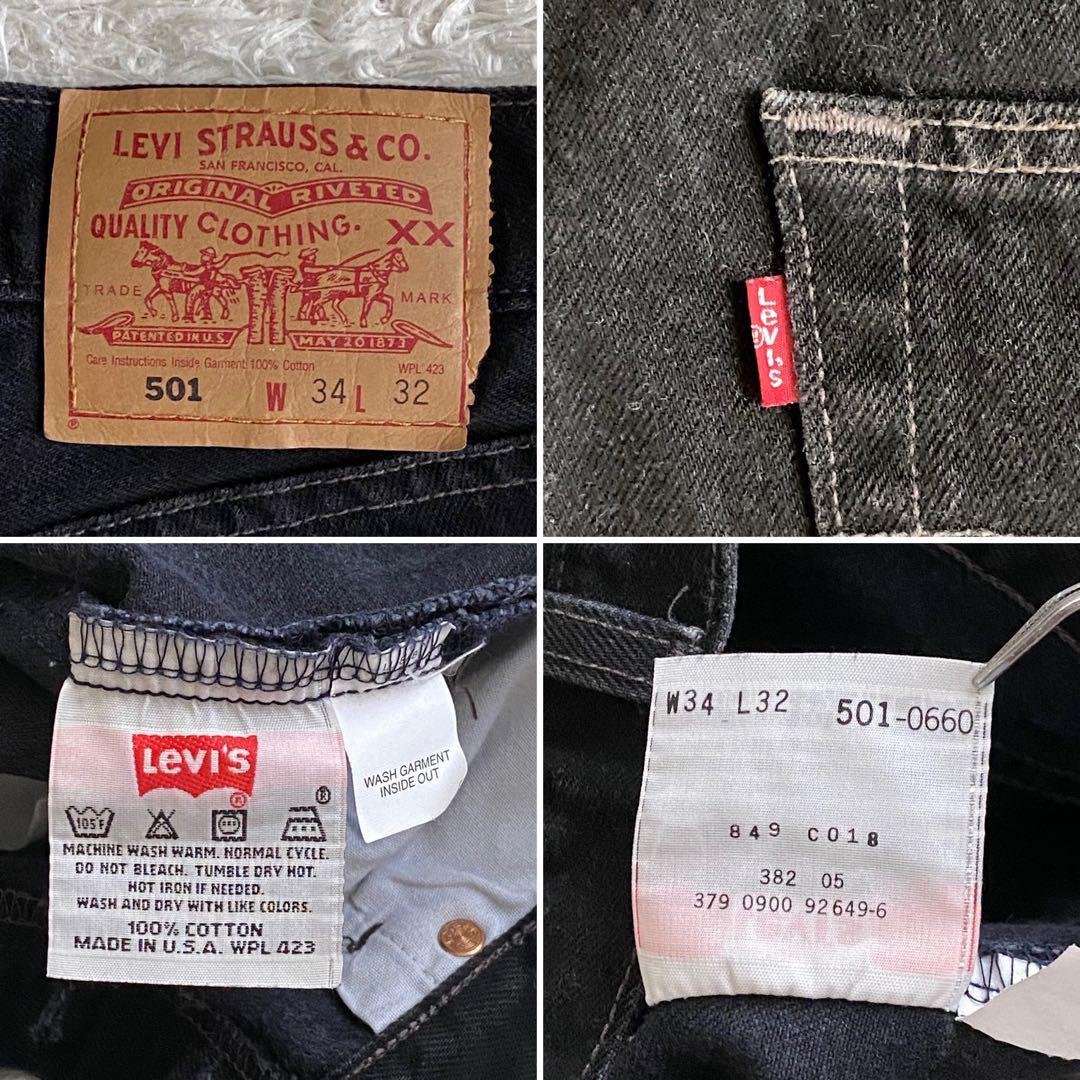 LEVI STRAUSS & CO.
SAN FRANCISCO, CAL.
ORIGINAL RIVETED
QUALITY CLOTHING. XX
TRADE MARK
PATENTED IN U.S. MAY 20 1873
Care Instructions Inside Garment 100% Cotton WPL 423
501 W 34 L 32
Ⓟ
LEVI'S
®
LEVI'S
®
WASH GARMENT
INSIDE OUT
105F
MACHINE WASH WARM. NORMAL CYCLE.
DO NOT BLEACH. TUMBLE DRY HOT.
HOT IRON IF NEEDED.
WASH AND DRY WITH LIKE COLORS.
100% COTTON
MADE IN U.S.A. WPL 423
W34 L32 501-0660
849 C018
382 05
379 0900 92649-6